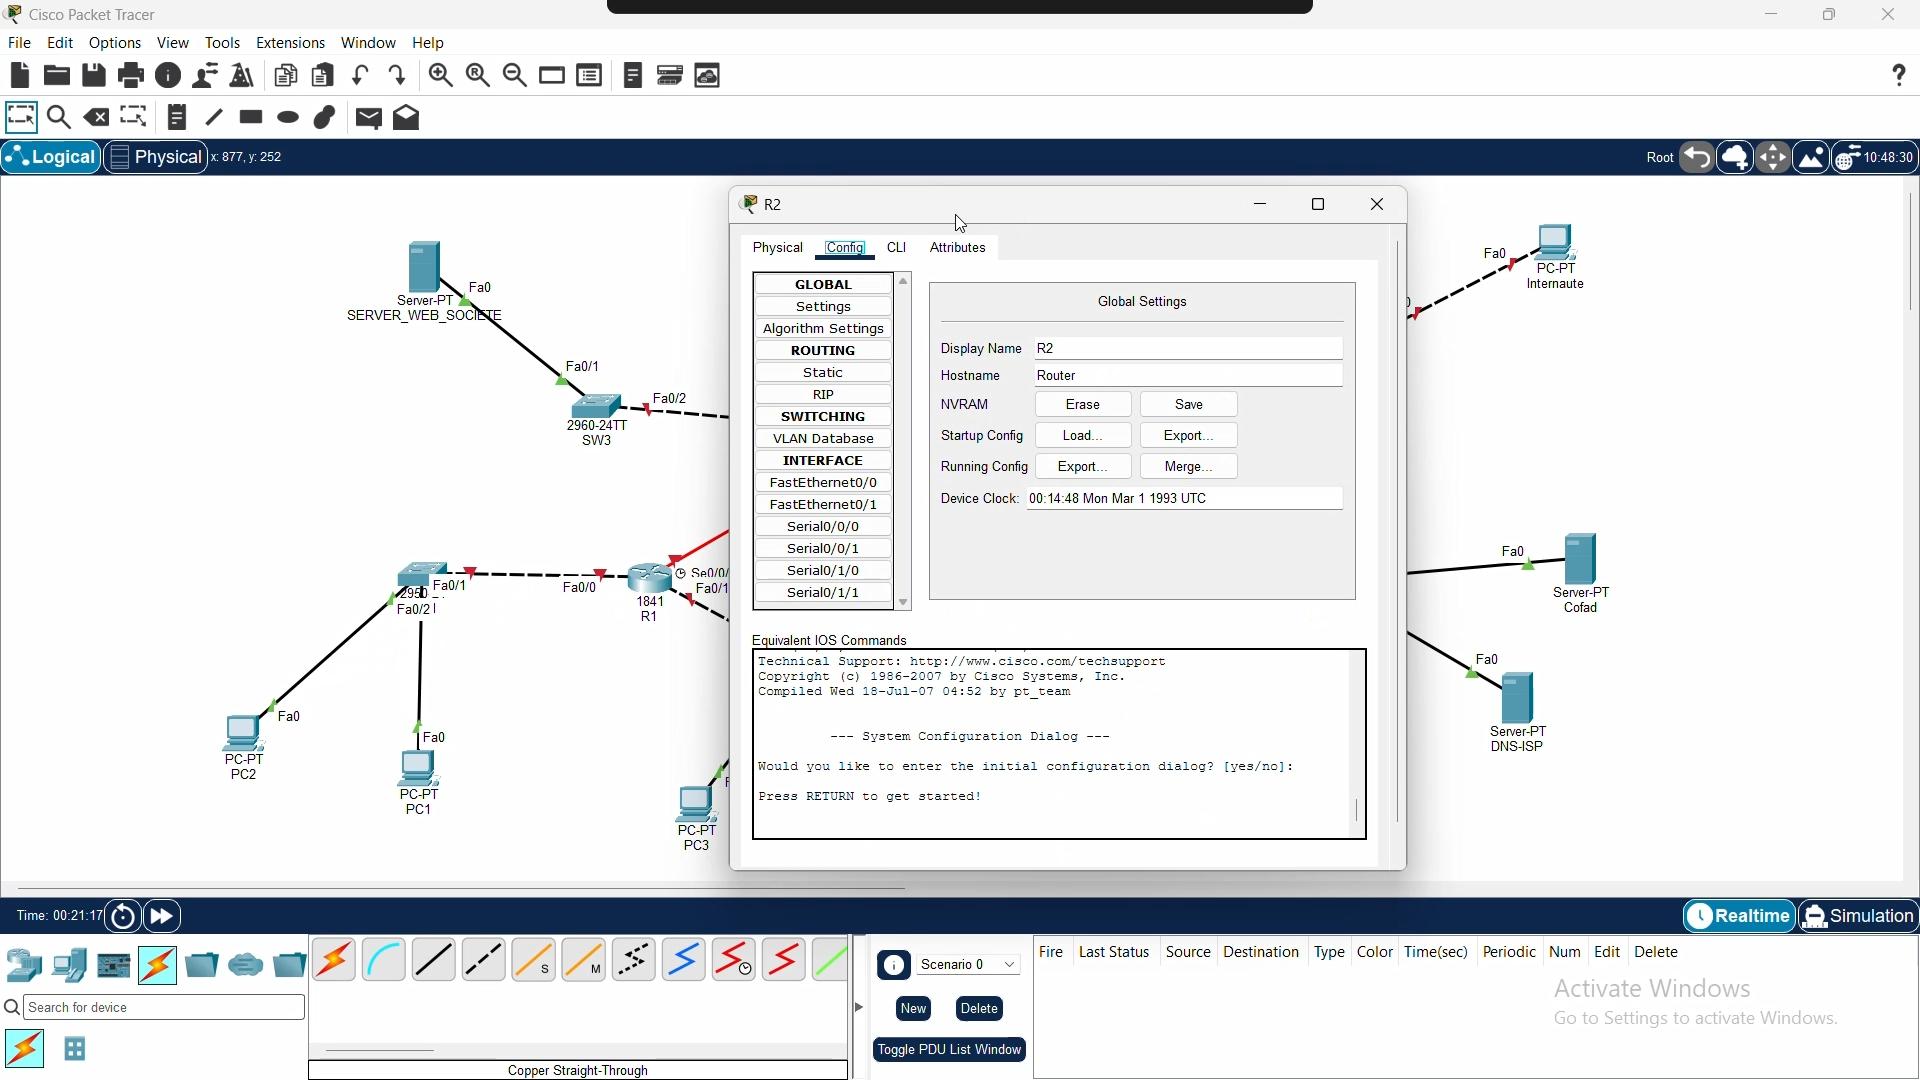 Cisco Packet Tracer
File Edit Options View Tools Extensions Window Help
Logical Physical x: 877, y: 252 Root 10:48:30
R2
Physical Config CLI Attributes
GLOBAL
Settings
Algorithm Settings
ROUTING
Static
RIP
SWITCHING
VLAN Database
INTERFACE
FastEthernet0/0
FastEthernet0/1
Serial0/0/0
Serial0/0/1
Serial0/1/0
Serial0/1/1
Global Settings
Display Name R2
Hostname Router
NVRAM Erase Save
Startup Config Load... Export...
Running Config Export... Merge...
Device Clock: 00:14:48 Mon Mar 1 1993 UTC
Equivalent IOS Commands
Technical Support: http://www.cisco.com/techsupport
Copyright (c) 1986-2007 by Cisco Systems, Inc.
Compiled Wed 18-Jul-07 04:52 by pt_team
--- System Configuration Dialog ---
Would you like to enter the initial configuration dialog? [yes/no]:
Press RETURN to get started!
Fa0
Server-PT
SERVER_WEB_SOCIETE
Fa0/1
Fa0/2
2960-24TT
SW3
Fa0/1
Fa0/2
Fa0/0
Se0/0/
Fa0/1
1841
R1
Fa0
PC-PT
PC2
Fa0
PC-PT
PC1
PC-PT
PC3
Fa0
PC-PT
Internaute
Fa0
Server-PT
Cofad
Fa0
Server-PT
DNS-ISP
Time: 00:21:17 Realtime Simulation
Search for device
S M
Copper Straight-Through
Scenario 0
New Delete
Toggle PDU List Window
Fire Last Status Source Destination Type Color Time(sec) Periodic Num Edit Delete
Activate Windows
Go to Settings to activate Windows.